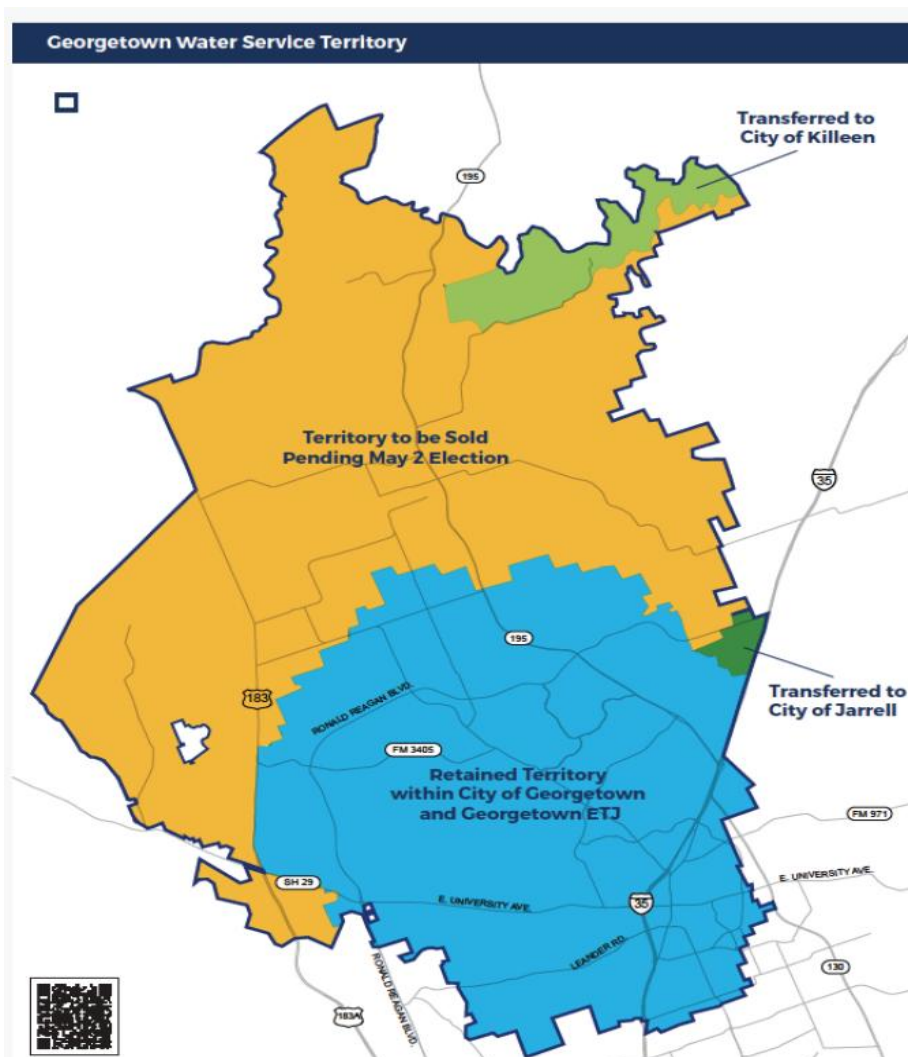 Georgetown Water Service Territory
Transferred to
City of Killeen
195
Territory to be Sold
Pending May 2 Election
35
195
Transferred to
City of Jarrell
183
RONALD REAGAN BLVD.
FM 3405
Retained Territory
within City of Georgetown
and Georgetown ETJ
FM 971
SH 29
E. UNIVERSITY AVE.
E. UNIVERSITY AVE.
35
LEANDER RD.
RONALD REAGAN BLVD.
130
183A